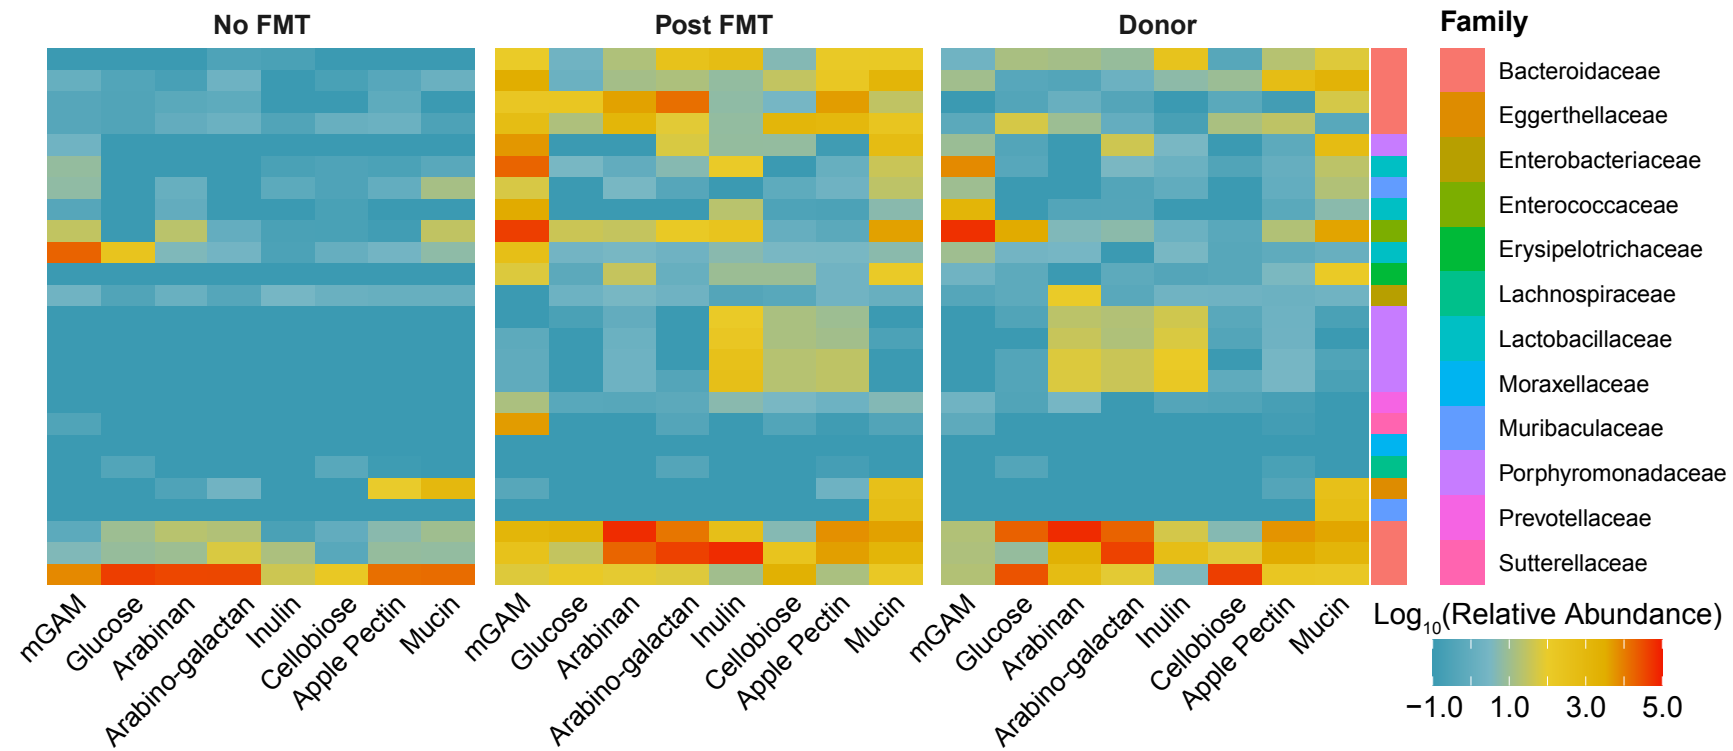 No FMT
Post FMT
Donor
Family
Bacteroidaceae
Eggerthellaceae
Enterobacteriaceae
Enterococcaceae
Erysipelotrichaceae
Lachnospiraceae
Lactobacillaceae
Moraxellaceae
Muribaculaceae
Porphyromonadaceae
Prevotellaceae
Sutterellaceae
mGAM
Glucose
Arabinan
Arabino-galactan
Inulin
Cellobiose
Apple Pectin
Mucin
mGAM
Glucose
Arabinan
Arabino-galactan
Inulin
Cellobiose
Apple Pectin
Mucin
mGAM
Glucose
Arabinan
Arabino-galactan
Inulin
Cellobiose
Apple Pectin
Mucin
Log₁₀(Relative Abundance)
−1.0 1.0 3.0 5.0